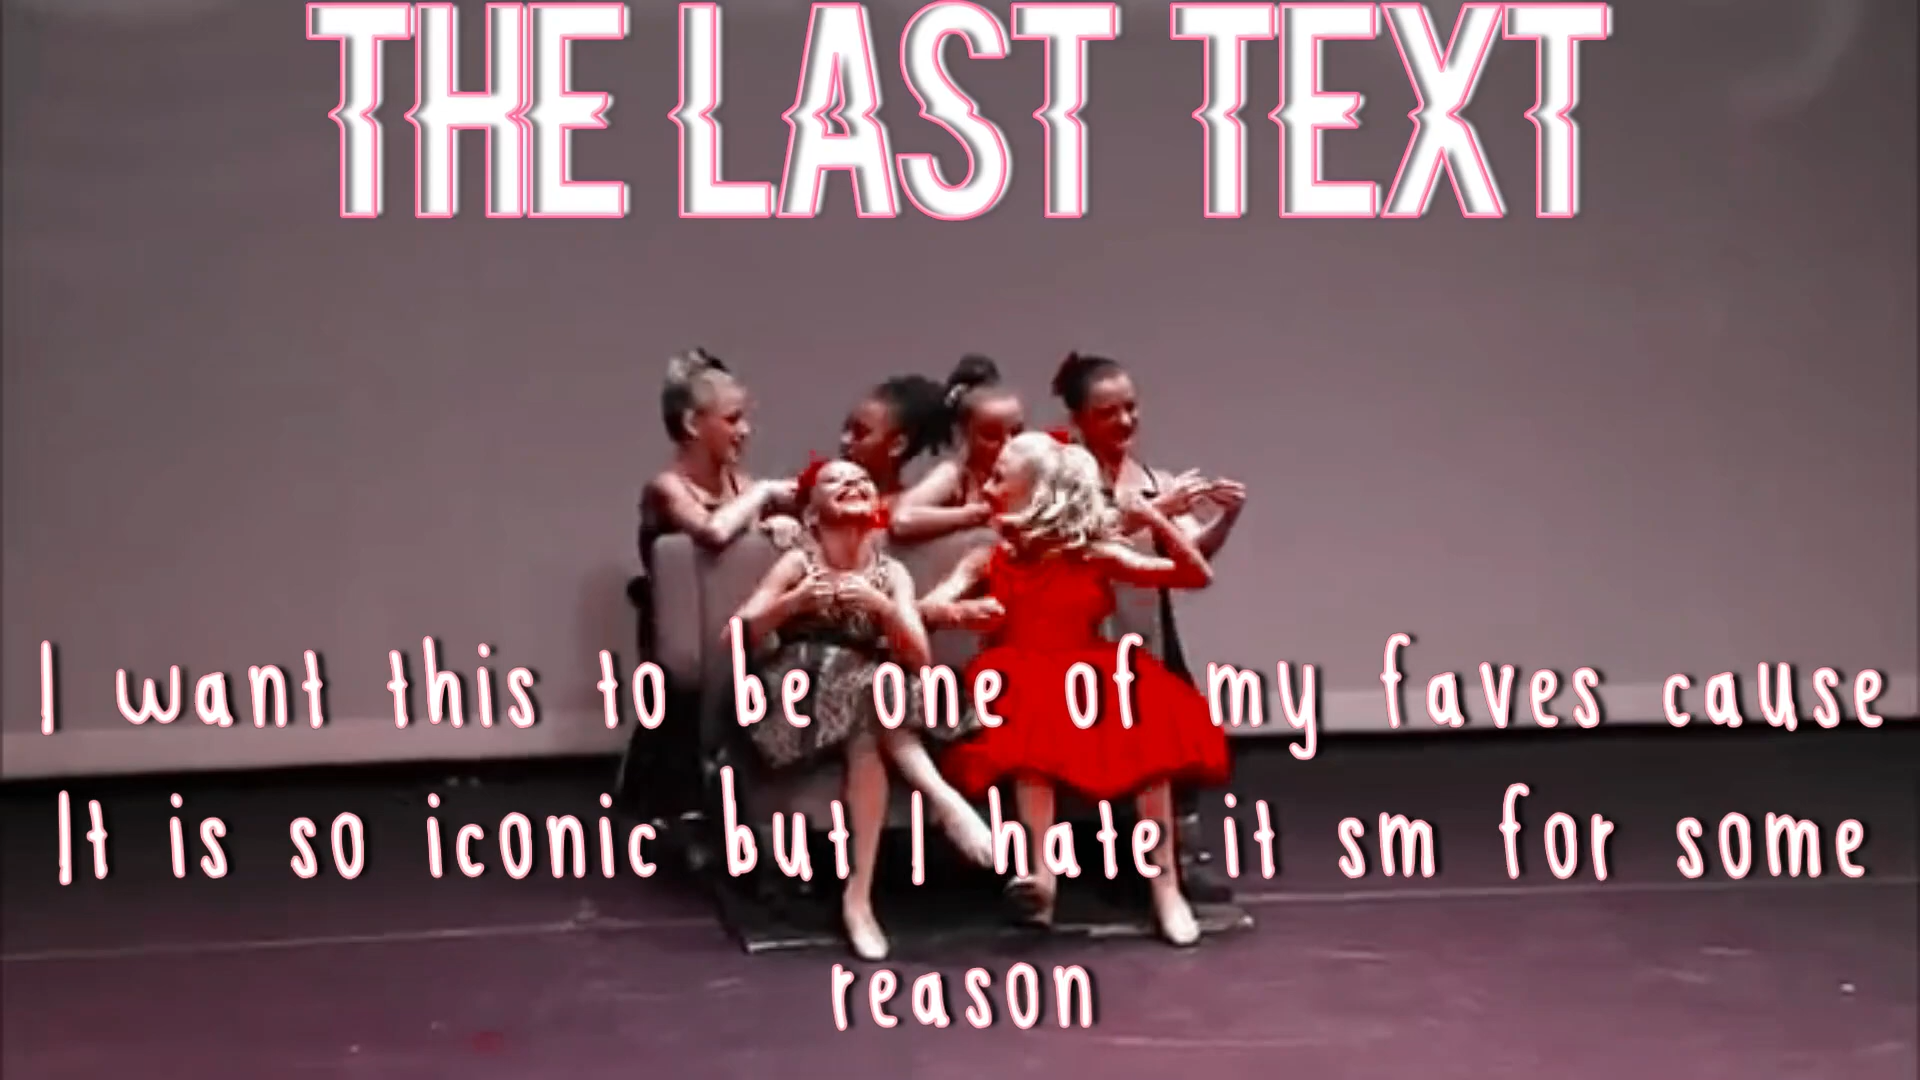 THE LAST TEXT
I want this to be one of my faves cause
It is so iconic but I hate it sm for some
reason